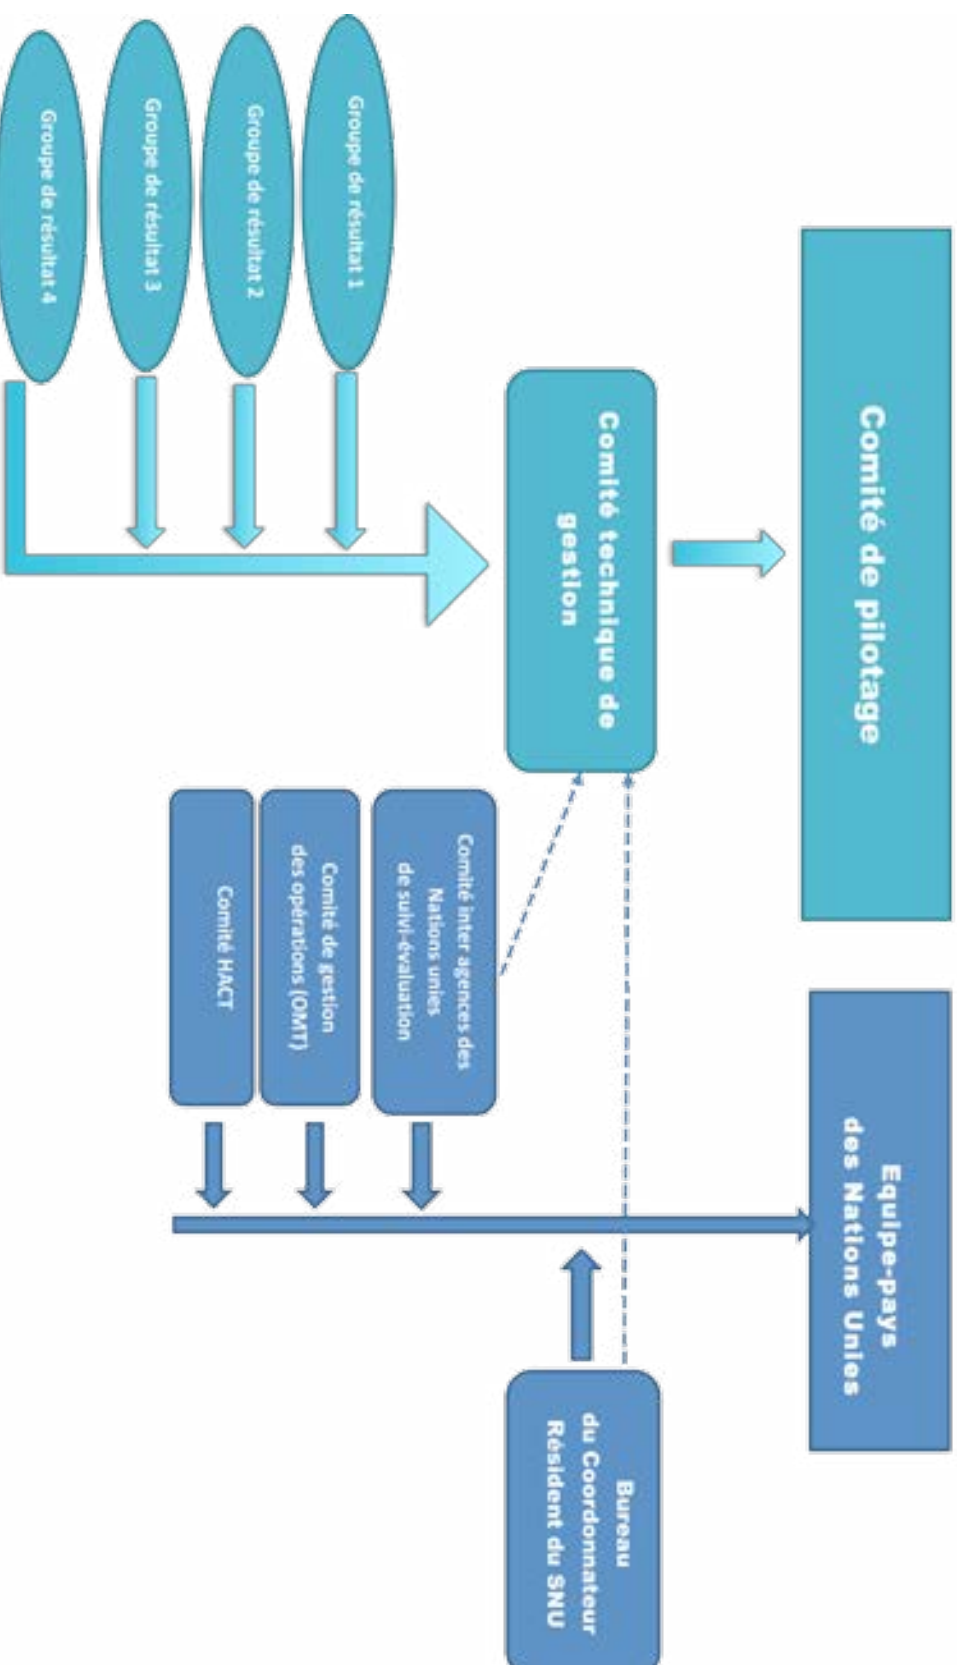 Comité de pilotage
Equipe-pays
des Nations Unies
Comité technique de
gestion
Bureau
du Coordonnateur
Résident du SNU
Comité inter agences des
Nations unies
de suivi-évaluation
Comité de gestion
des opérations (OMT)
Comité HACT
Groupe de résultat 1
Groupe de résultat 2
Groupe de résultat 3
Groupe de résultat 4